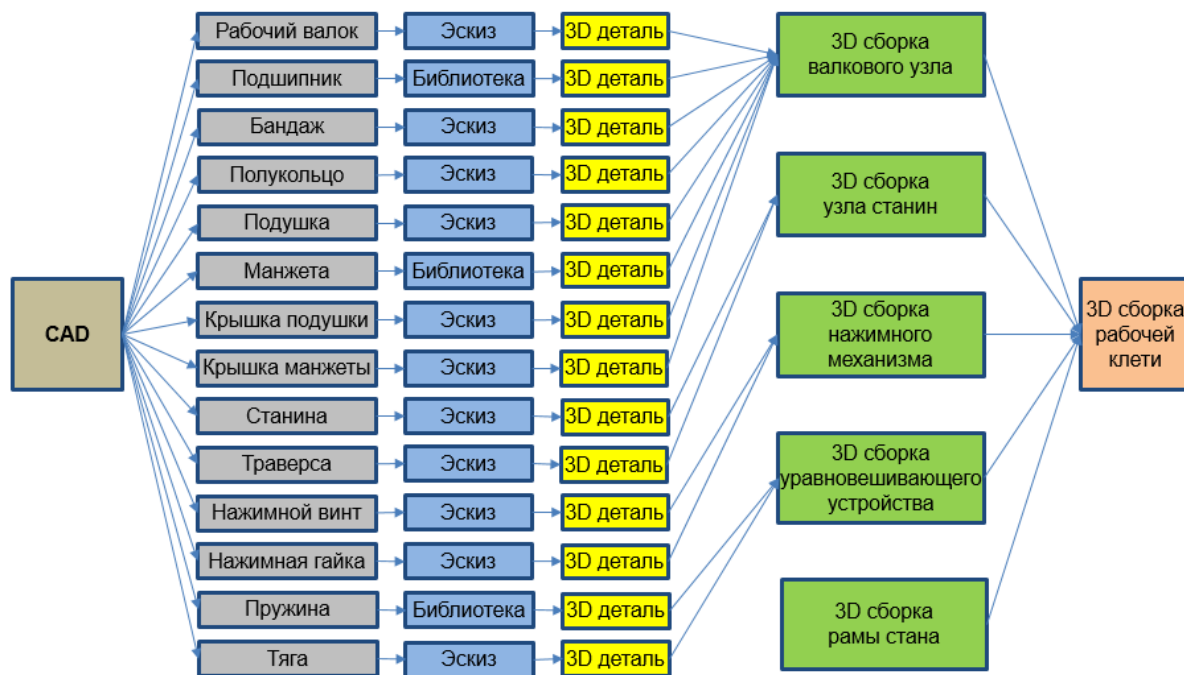 CAD
Рабочий валок
Эскиз
3D деталь
Подшипник
Библиотека
3D деталь
Бандаж
Эскиз
3D деталь
Полукольцо
Эскиз
3D деталь
Подушка
Эскиз
3D деталь
Манжета
Библиотека
3D деталь
Крышка подушки
Эскиз
3D деталь
Крышка манжеты
Эскиз
3D деталь
Станина
Эскиз
3D деталь
Траверса
Эскиз
3D деталь
Нажимной винт
Эскиз
3D деталь
Нажимная гайка
Эскиз
3D деталь
Пружина
Библиотека
3D деталь
Тяга
Эскиз
3D деталь
3D сборка
валкового узла
3D сборка
узла станин
3D сборка
нажимного
механизма
3D сборка
уравновешивающего
устройства
3D сборка
рамы стана
3D сборка
рабочей
клети